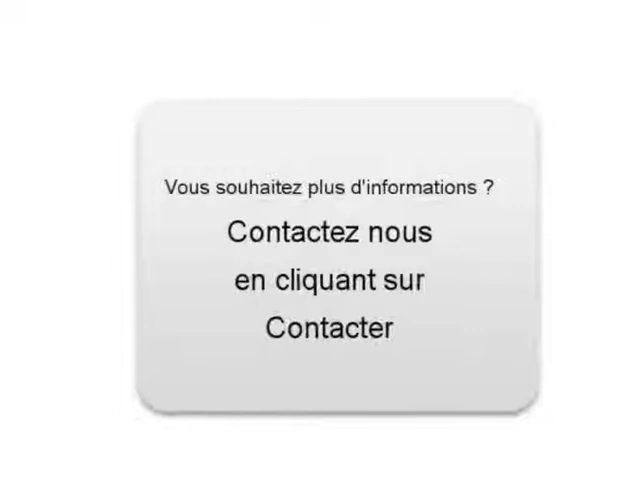 Vous souhaitez plus d'informations ?
Contactez nous
en cliquant sur
Contacter